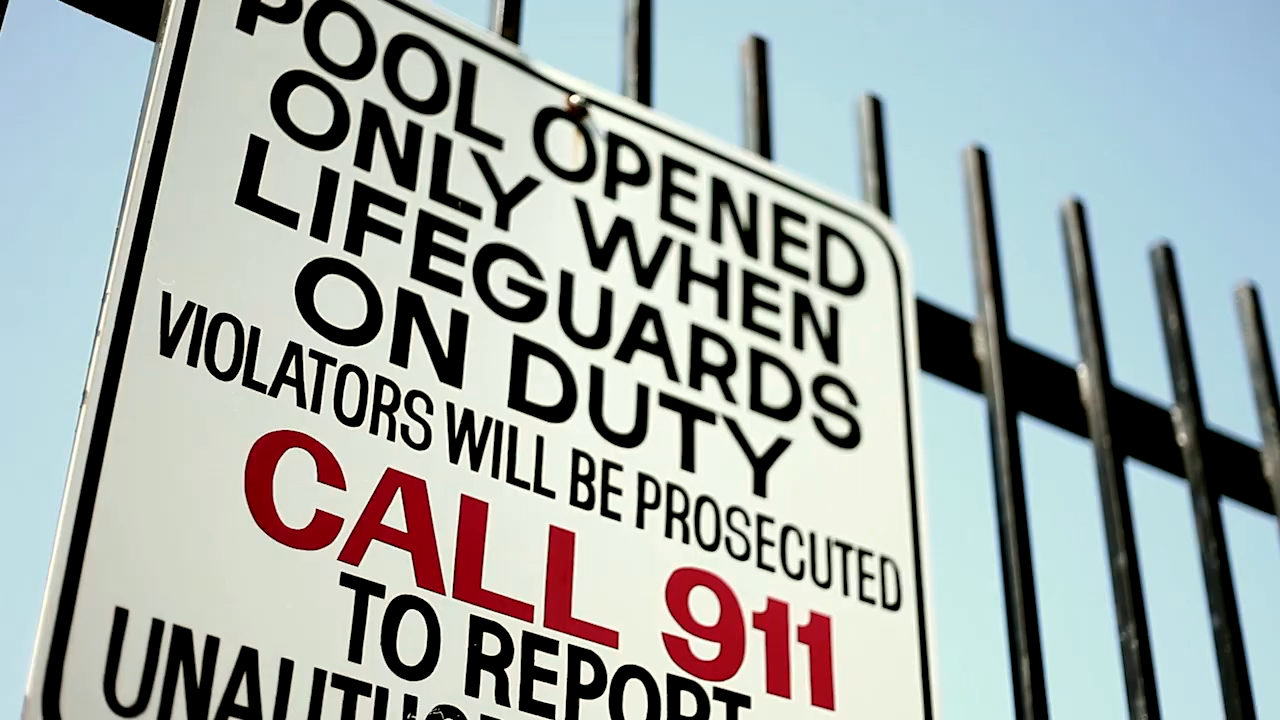 POOL OPENED
ONLY WHEN
LIFEGUARDS
ON DUTY
VIOLATORS WILL BE PROSECUTED
CALL 911
TO REPORT